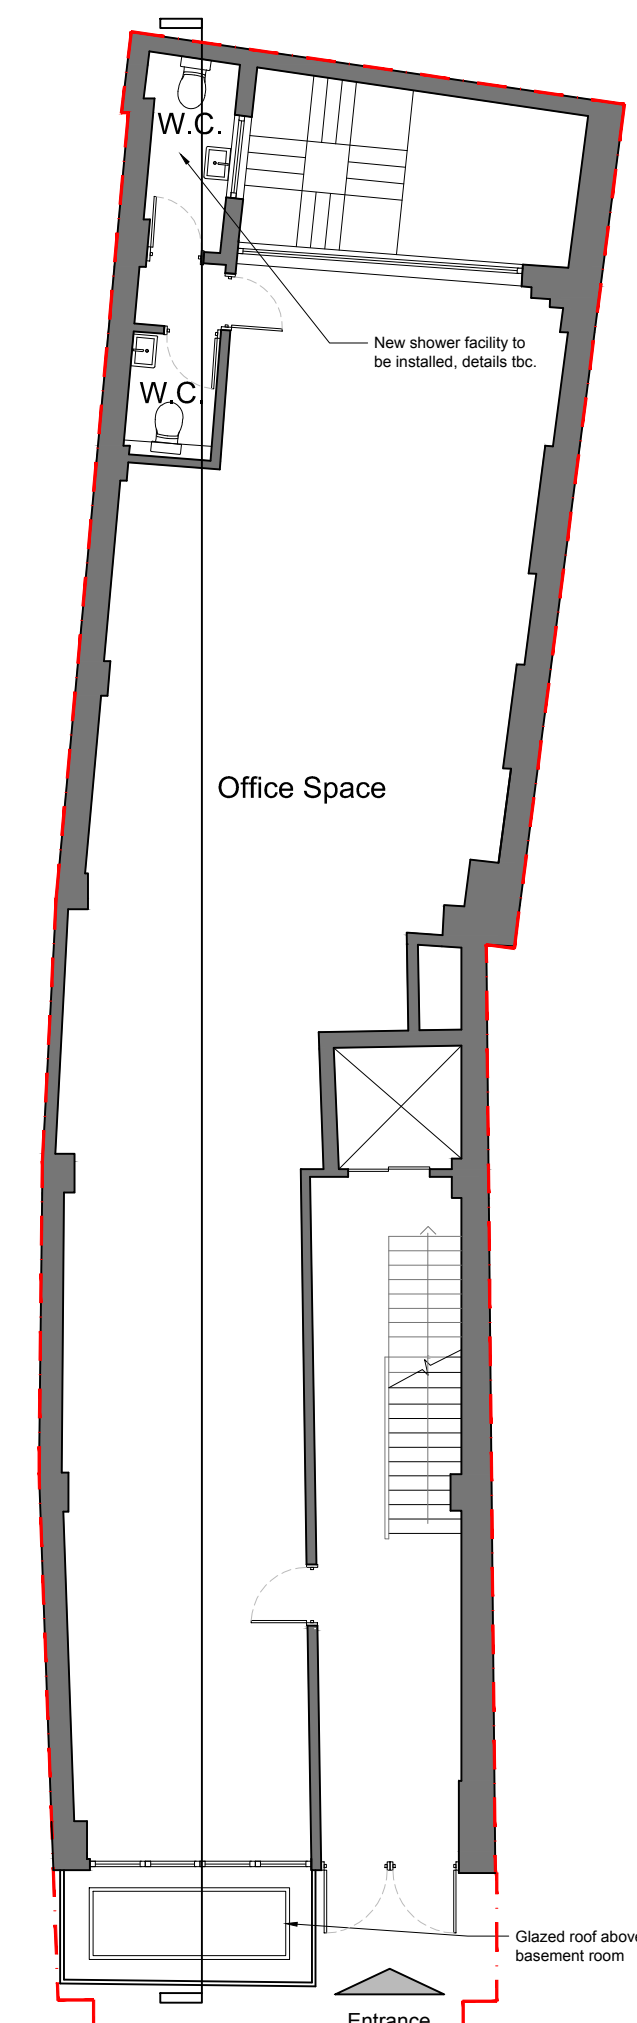 W.C.
New shower facility to
be installed, details tbc.
W.C.
Office Space
Glazed roof above
basement room
Entrance